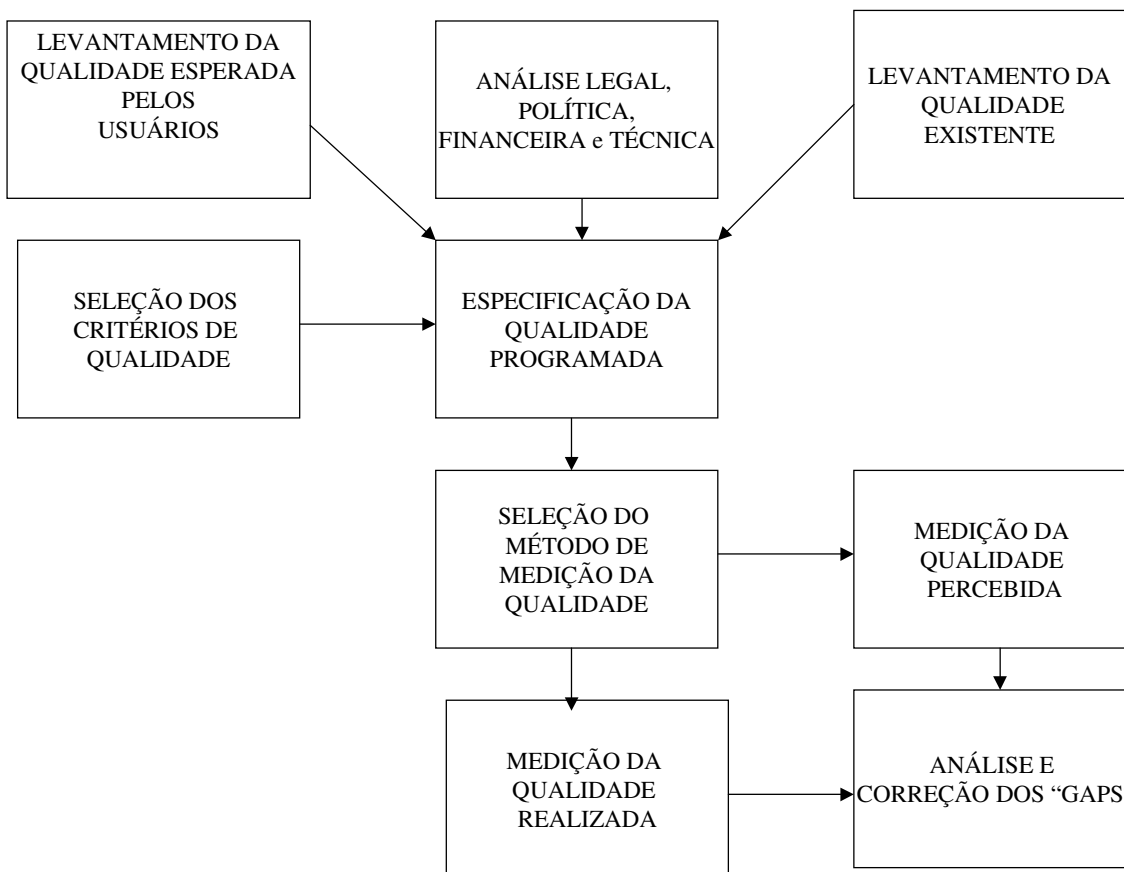 LEVANTAMENTO DA
QUALIDADE ESPERADA
PELOS
USUÁRIOS
ANÁLISE LEGAL,
POLÍTICA,
FINANCEIRA e TÉCNICA
LEVANTAMENTO DA
QUALIDADE
EXISTENTE
SELEÇÃO DOS
CRITÉRIOS DE
QUALIDADE
ESPECIFICAÇÃO DA
QUALIDADE
PROGRAMADA
SELEÇÃO DO
MÉTODO DE
MEDIÇÃO DA
QUALIDADE
MEDIÇÃO DA
QUALIDADE
PERCEBIDA
MEDIÇÃO DA
QUALIDADE
REALIZADA
ANÁLISE E
CORREÇÃO DOS “GAPS